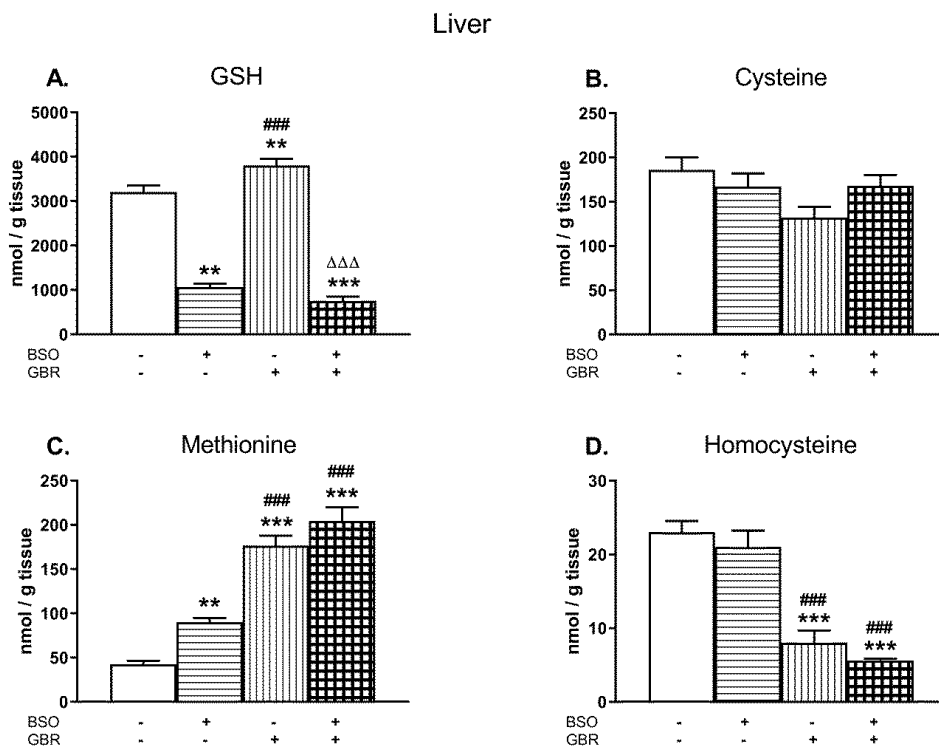 Liver
A. GSH
nmol / g tissue
5000
4000
3000
2000
1000
0
**
###
**
ΔΔΔ
***
BSO - + - +
GBR - - + +
B. Cysteine
nmol / g tissue
250
200
150
100
50
0
BSO - + - +
GBR - - + +
C. Methionine
nmol / g tissue
250
200
150
100
50
0
**
###
***
###
***
BSO - + - +
GBR - - + +
D. Homocysteine
nmol / g tissue
30
20
10
0
###
***
###
***
BSO - + - +
GBR - - + +